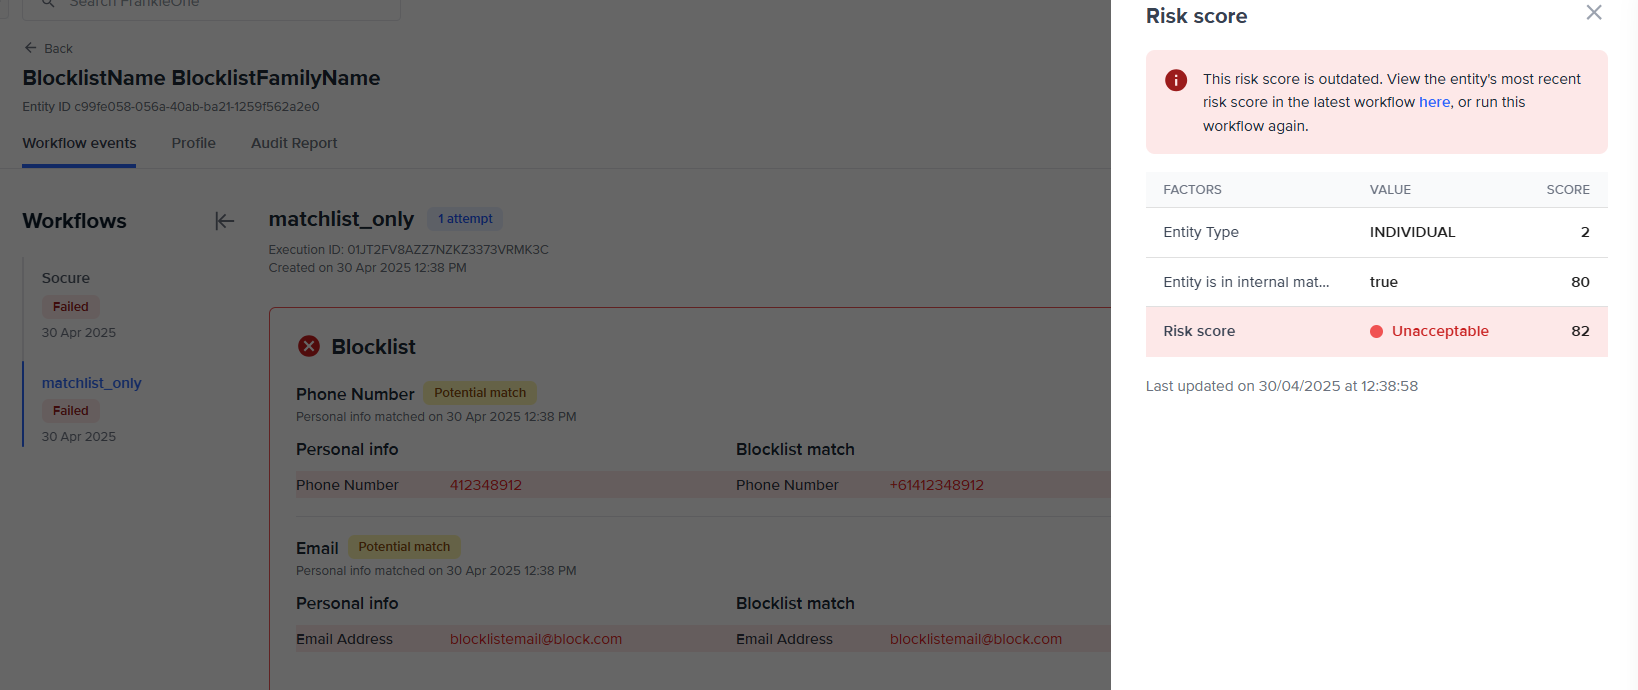 Search FrankieOne
Back
BlocklistName BlocklistFamilyName
Entity ID c99fe058-056a-40ab-ba21-1259f562a2e0
Workflow events Profile Audit Report
Workflows
Socure
Failed
30 Apr 2025
matchlist_only
Failed
30 Apr 2025
matchlist_only 1 attempt
Execution ID: 01JT2FV8AZZ7NZKZ3373VRMK3C
Created on 30 Apr 2025 12:38 PM
Blocklist
Phone Number Potential match
Personal info matched on 30 Apr 2025 12:38 PM
Personal info Blocklist match
Phone Number 412348912 Phone Number +61412348912
Email Potential match
Personal info matched on 30 Apr 2025 12:38 PM
Personal info Blocklist match
Email Address blocklistemail@block.com Email Address blocklistemail@block.com
Risk score
This risk score is outdated. View the entity's most recent
risk score in the latest workflow here, or run this
workflow again.
FACTORS VALUE SCORE
Entity Type INDIVIDUAL 2
Entity is in internal mat... true 80
Risk score Unacceptable 82
Last updated on 30/04/2025 at 12:38:58